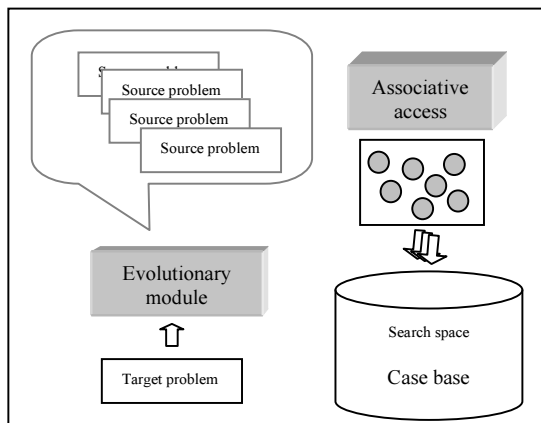 Source problem
Source problem
Source problem
Associative
access
Evolutionary
module
Target problem
Search space
Case base